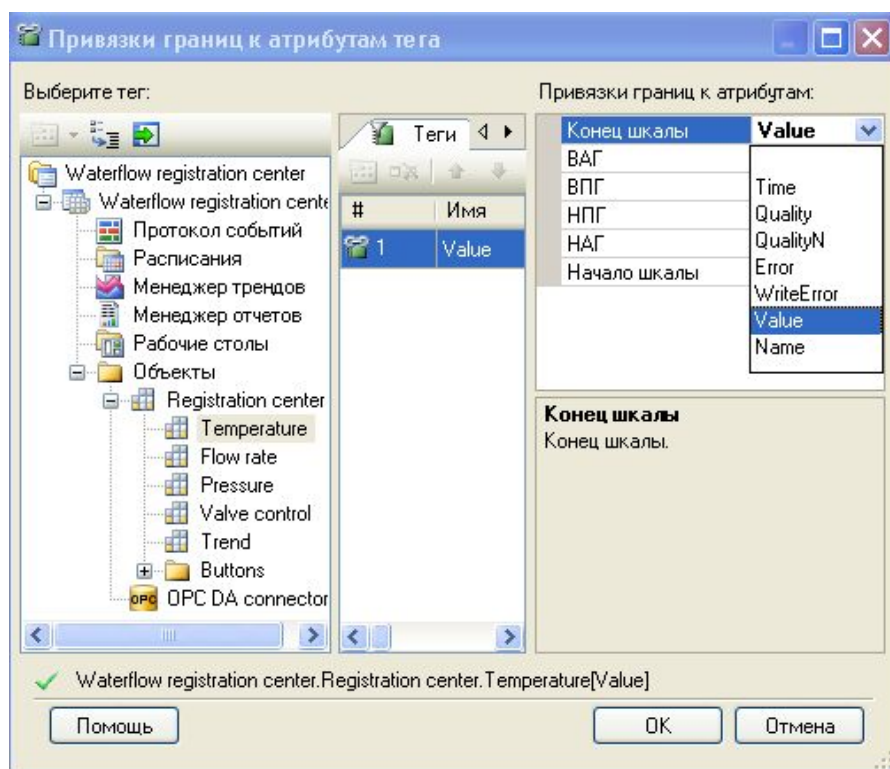 Привязки границ к атрибутам тега
Выберите тег:
Waterflow registration center
Waterflow registration cente
Протокол событий
Расписания
Менеджер трендов
Менеджер отчетов
Рабочие столы
Объекты
Registration center
Temperature
Flow rate
Pressure
Valve control
Trend
Buttons
OPC OPC DA connector
Теги
# Имя
1 Value
Привязки границ к атрибутам:
Конец шкалы Value
ВАГ
ВПГ
НПГ
НАГ
Начало шкалы
Time
Quality
QualityN
Error
WriteError
Value
Name
Конец шкалы
Конец шкалы.
Waterflow registration center.Registration center.Temperature[Value]
Помощь OK Отмена